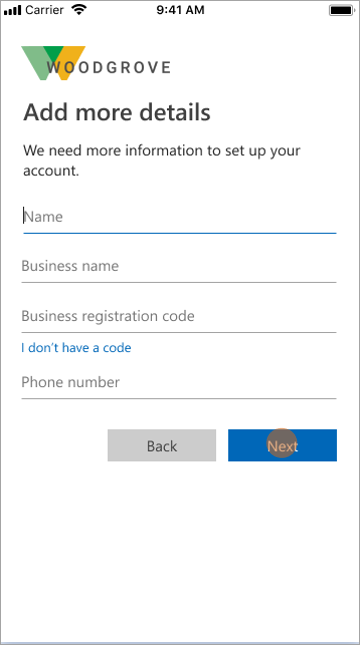 Carrier 9:41 AM
WOODGROVE
Add more details
We need more information to set up your
account.
Name
Business name
Business registration code
I don't have a code
Phone number
Back Next